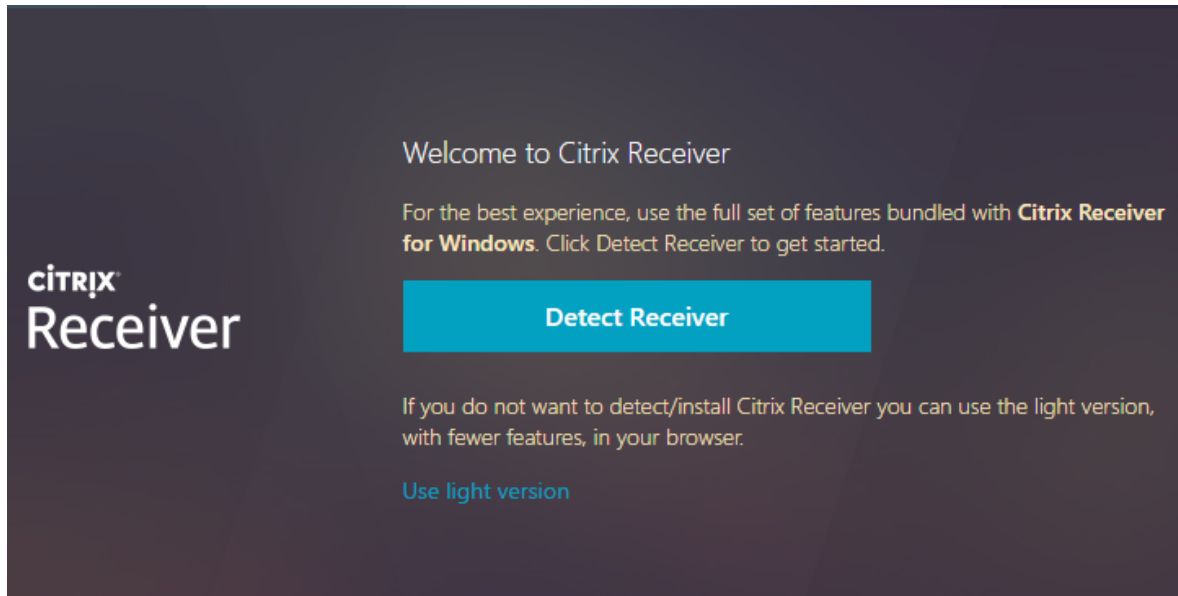 Welcome to Citrix Receiver
For the best experience, use the full set of features bundled with Citrix Receiver
for Windows. Click Detect Receiver to get started.
CİTRIX
Receiver
Detect Receiver
If you do not want to detect/install Citrix Receiver you can use the light version,
with fewer features, in your browser.
Use light version